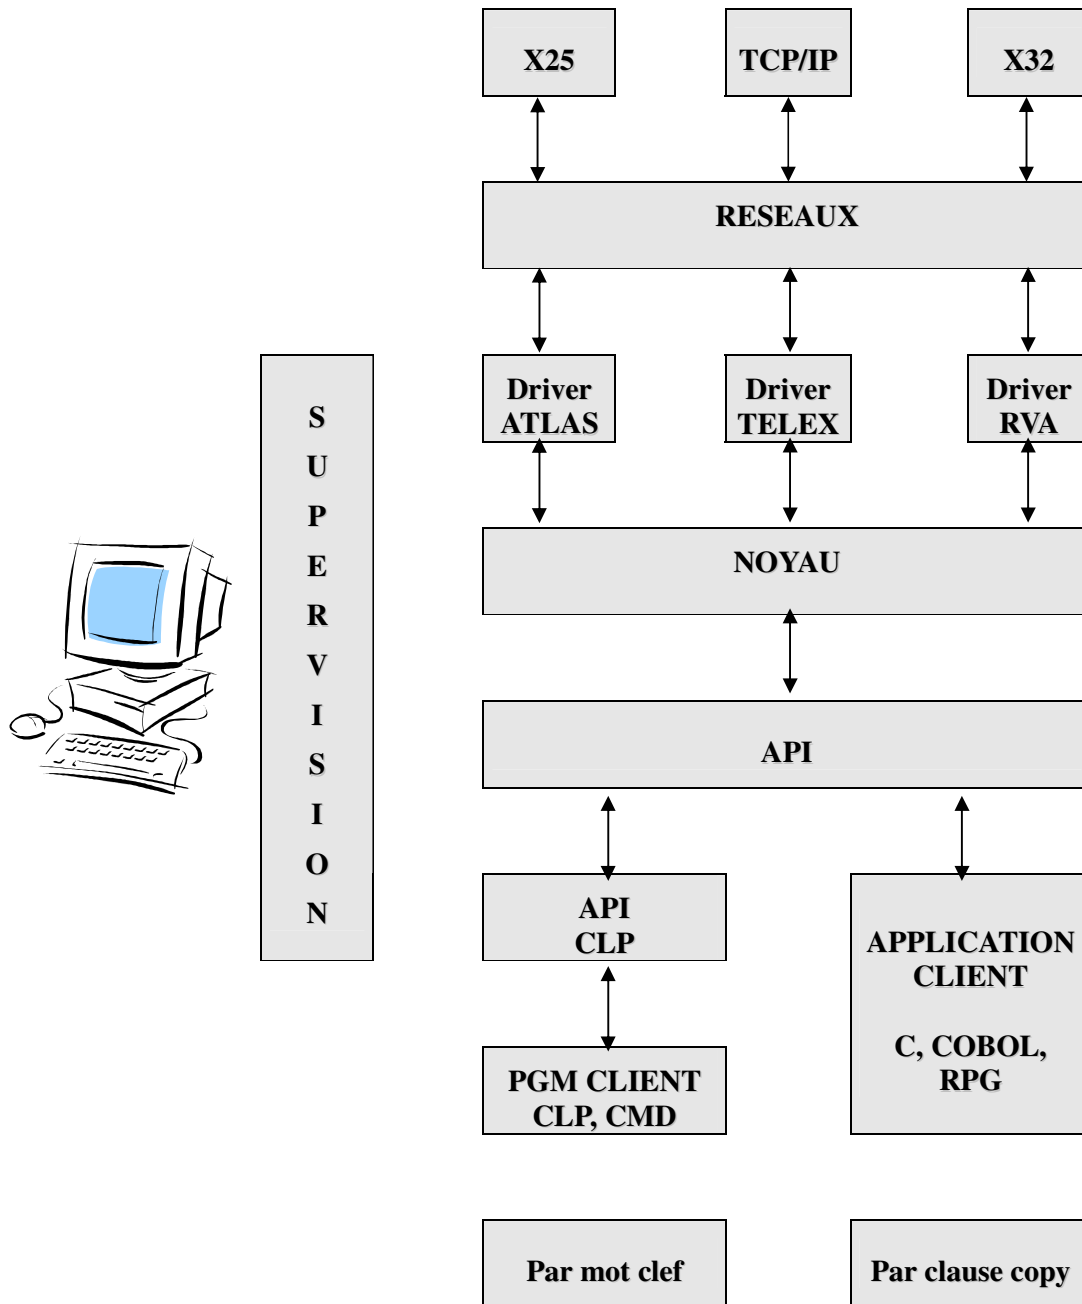 X25
TCP/IP
X32
RESEAUX
Driver
ATLAS
Driver
TELEX
Driver
RVA
S
U
P
E
R
V
I
S
I
O
N
NOYAU
API
API
CLP
APPLICATION
CLIENT
C, COBOL,
RPG
PGM CLIENT
CLP, CMD
Par mot clef
Par clause copy